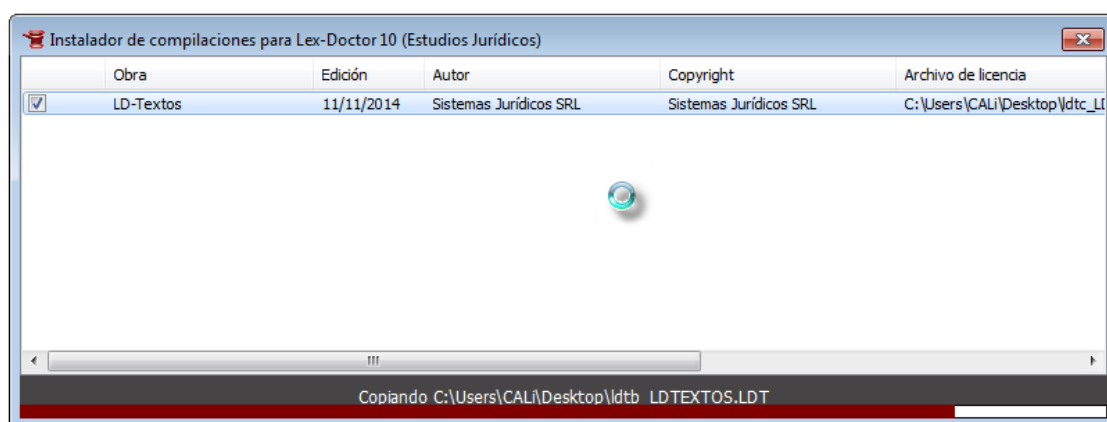 Instalador de compilaciones para Lex-Doctor 10 (Estudios Jurídicos)
Obra Edición Autor Copyright Archivo de licencia
LD-Textos 11/11/2014 Sistemas Jurídicos SRL Sistemas Jurídicos SRL C:\Users\CALi\Desktop\ldtc_
Copiando C:\Users\CALi\Desktop\ldtb_LDTEXTOS.LDT